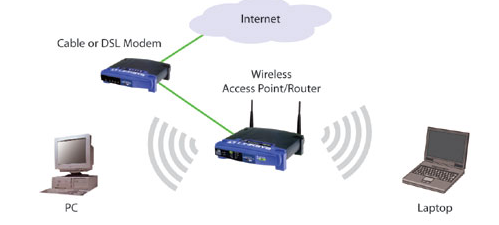 Internet
Cable or DSL Modem
Wireless
Access Point/Router
PC
Laptop